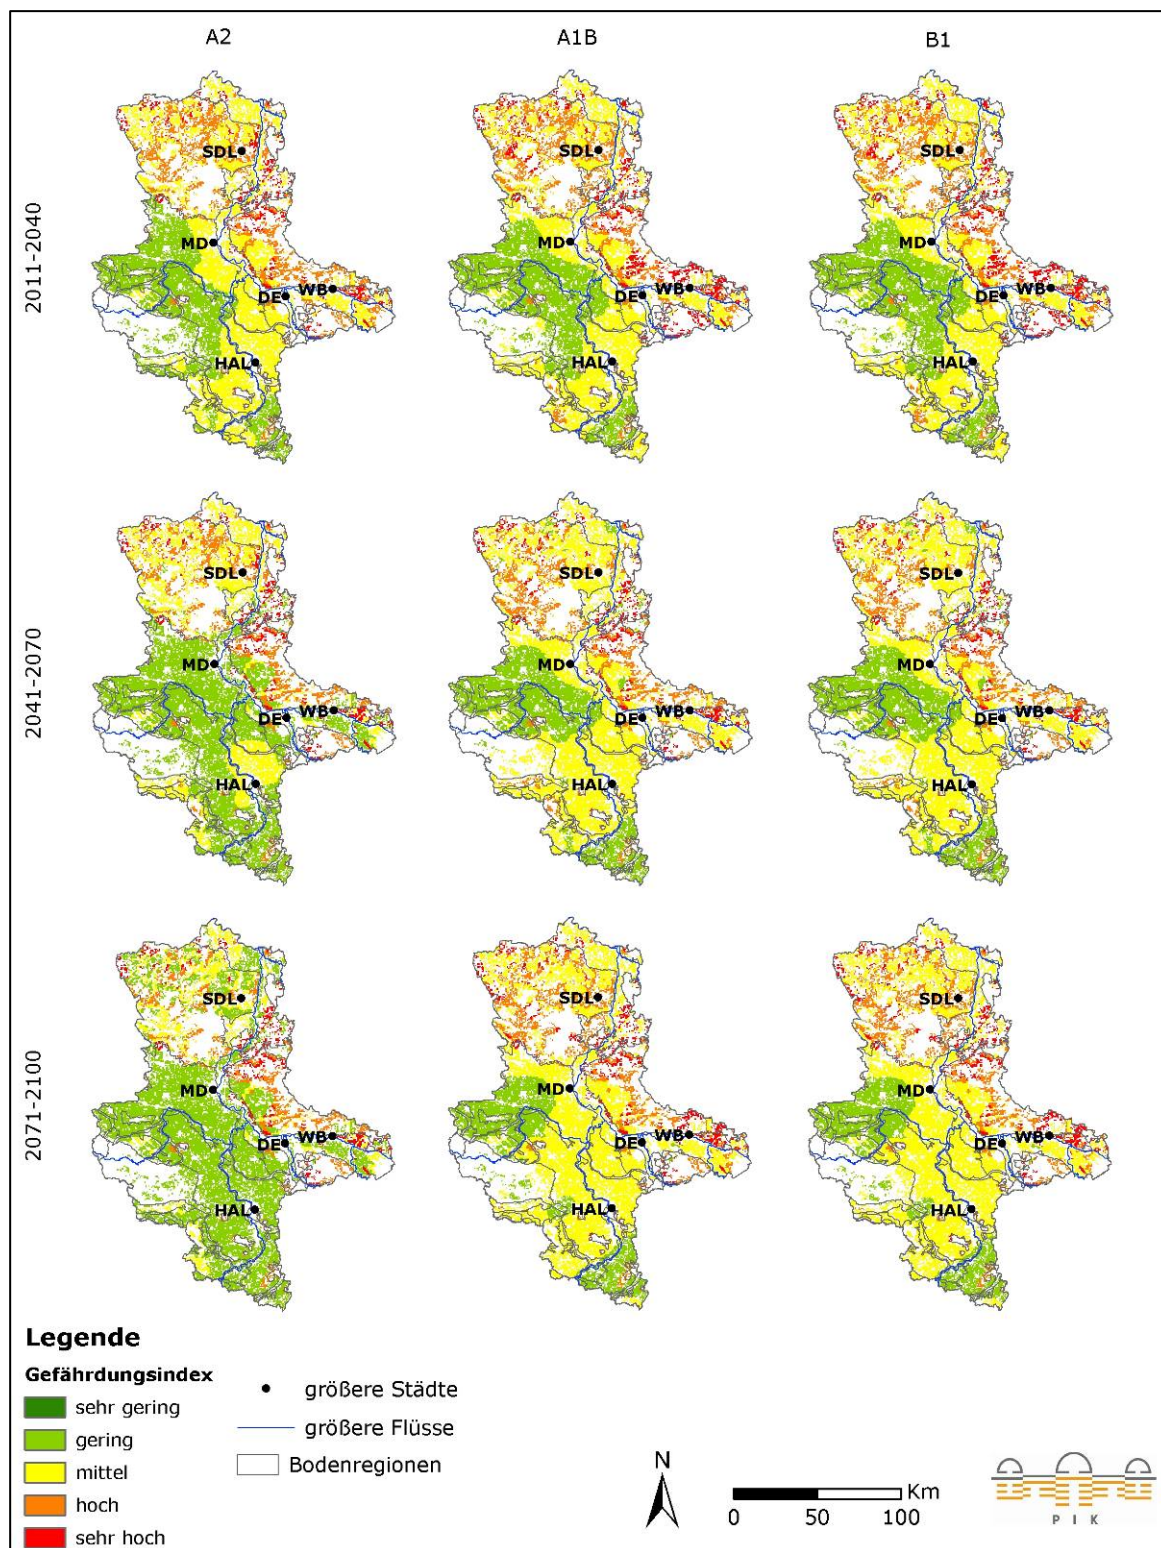 A2 A1B B1
2011-2040
SDL SDL SDL
MD MD MD
DE WB DE WB DE WB
HAL HAL HAL
2041-2070
SDL SDL SDL
MD MD MD
DE WB DE WB DE WB
HAL HAL HAL
2071-2100
SDL SDL SDL
MD MD MD
DE WB DE WB DE WB
HAL HAL HAL
Legende
Gefährdungsindex
sehr gering
gering
mittel
hoch
sehr hoch
größere Städte
größere Flüsse
Bodenregionen
N
Km
0 50 100
P I K